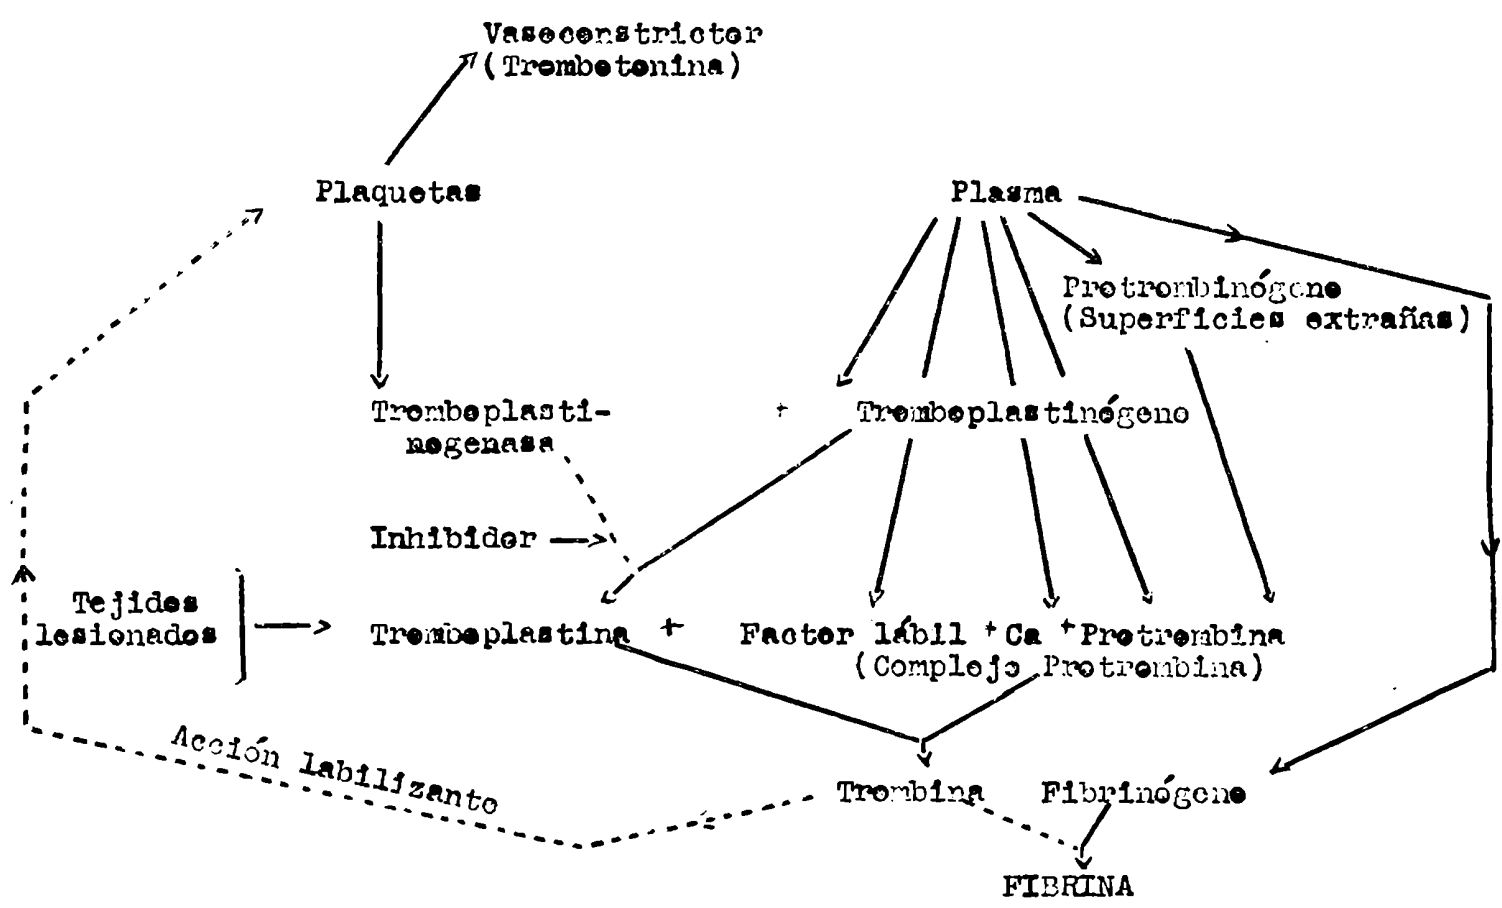 Vasoconstrictor
(Trombotonina)
Plaquetas
Plasma
Protrombinógeno
(Superficies extrañas)
Tromboplasti-
nogenasa
+ Tromboplastinógeno
Inhibidor
Tejidos
lesionados
Tromboplastina + Factor lábil + Ca + Protrombina
(Complejo Protrombina)
Acción labilizante
Trombina Fibrinógeno
FIBRINA